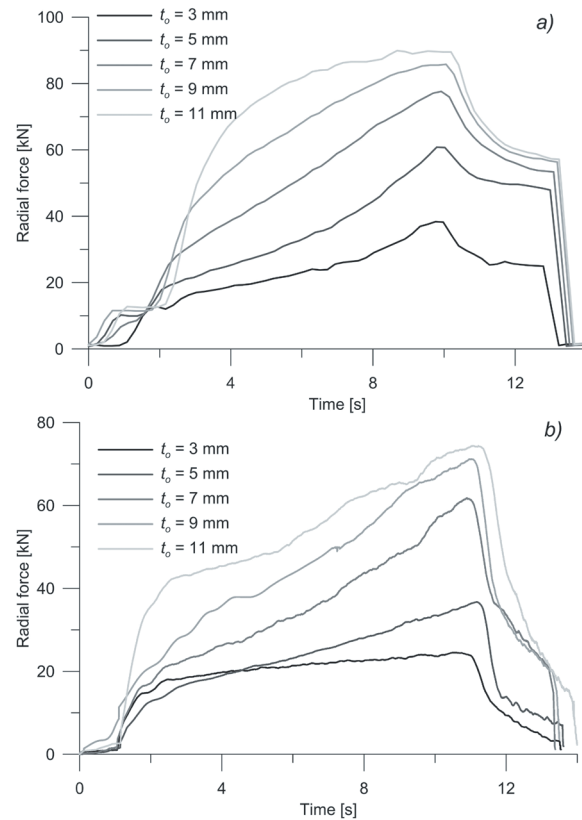 a)
t_o = 3 mm
t_o = 5 mm
t_o = 7 mm
t_o = 9 mm
t_o = 11 mm
Radial force [kN]
100
80
60
40
20
0
0 4 8 12
Time [s]
b)
t_o = 3 mm
t_o = 5 mm
t_o = 7 mm
t_o = 9 mm
t_o = 11 mm
Radial force [kN]
80
60
40
20
0
0 4 8 12
Time [s]